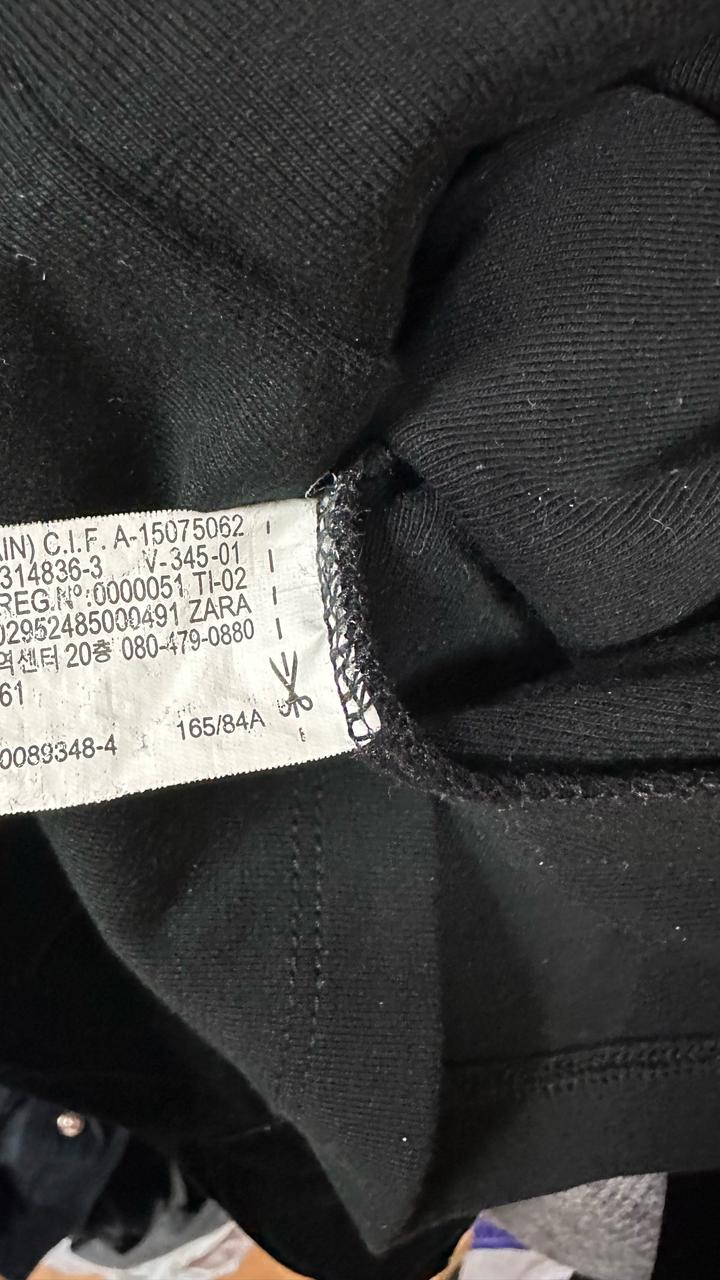 AIN) C.I.F. A-15075062
314836-3 V-345-01
REG.Nº:0000051 TI-02
02952485000491 ZARA
역센터 20층 080-479-0880
61
165/84A
0089348-4